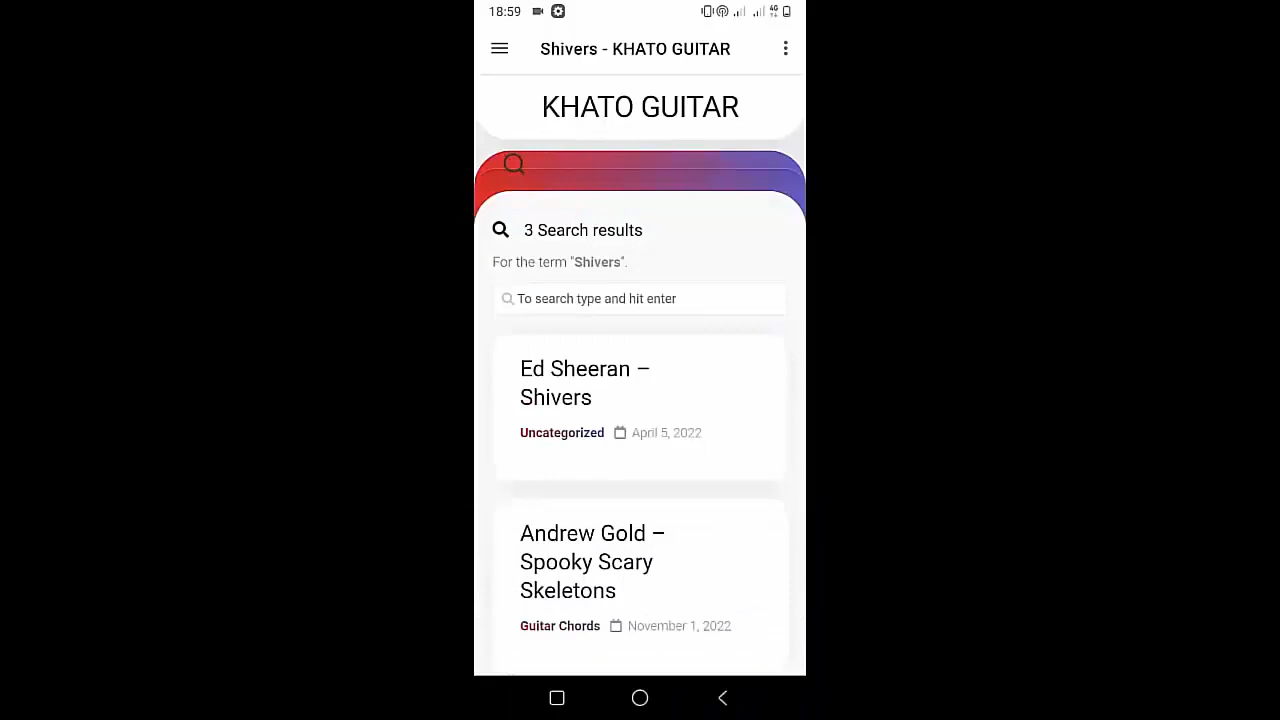 18:59
4G
Shivers - KHATO GUITAR
KHATO GUITAR
3 Search results
For the term "Shivers".
To search type and hit enter
Ed Sheeran –
Shivers
Uncategorized April 5, 2022
Andrew Gold –
Spooky Scary
Skeletons
Guitar Chords November 1, 2022